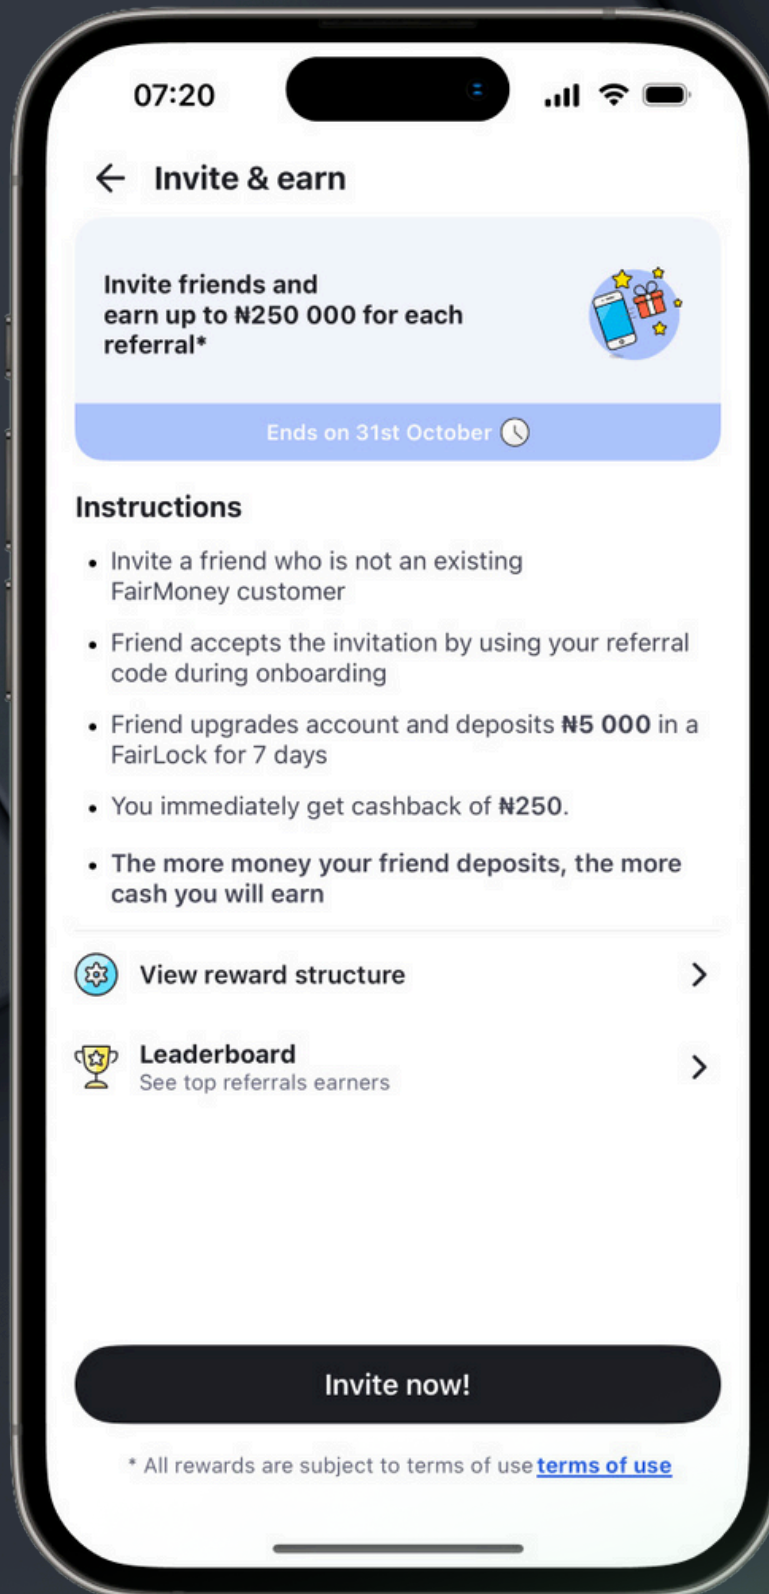 07:20
Invite & earn
Invite friends and
earn up to ₦250 000 for each
referral*
Ends on 31st October
Instructions
• Invite a friend who is not an existing
FairMoney customer
• Friend accepts the invitation by using your referral
code during onboarding
• Friend upgrades account and deposits ₦5 000 in a
FairLock for 7 days
• You immediately get cashback of ₦250.
• The more money your friend deposits, the more
cash you will earn
View reward structure
Leaderboard
See top referrals earners
Invite now!
* All rewards are subject to terms of use terms of use